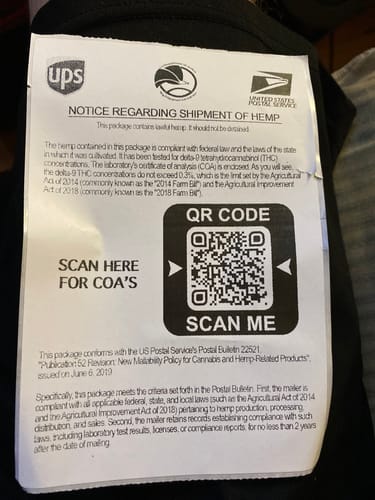 ups
UNITED STATES
POSTAL SERVICE
NOTICE REGARDING SHIPMENT OF HEMP
This package contains lawful hemp. It should not be detained.
The hemp contained in this package is compliant with federal law and the laws of the state
in which it was cultivated. It has been tested for delta-9 tetrahydrocannabinol (THC)
concentrations. The laboratory's certificate of analysis (COA) is enclosed. As you will see,
the delta-9 THC concentrations do not exceed 0.3%, which is the limit set by the Agricultural
Act of 2014 (commonly known as the "2014 Farm Bill") and the Agricultural Improvement
Act of 2018 (commonly known as the "2018 Farm Bill").
QR CODE
SCAN HERE
FOR COA'S
SCAN ME
This package conforms with the US Postal Service's Postal Bulletin 22521,
"Publication 52 Revision: New Mailability Policy for Cannabis and Hemp-Related Products",
issued on June 6, 2019
Specifically, this package meets the criteria set forth in the Postal Bulletin. First, the mailer is
compliant with all applicable federal, state, and local laws (such as the Agricultural Act of 2014
and the Agricultural Improvement Act of 2018) pertaining to hemp production, processing,
distribution, and sales. Second, the mailer retains records establishing compliance with such
laws, including laboratory test results, licenses, or compliance reports, for no less than 2 years
after the date of mailing.